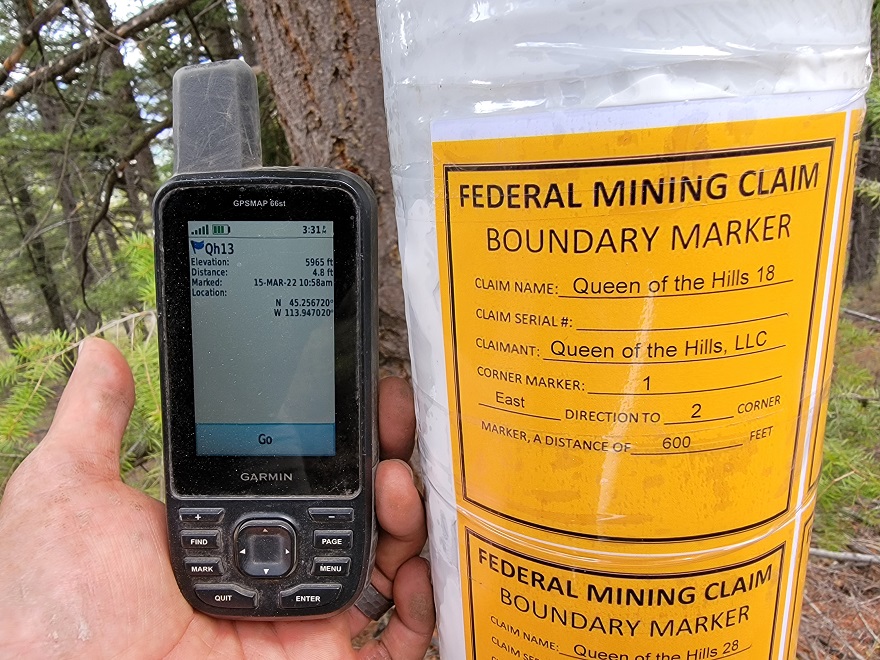 GPSMAP 66st
3:31
Qh13
Elevation: 5965 ft
Distance: 4.8 ft
Marked: 15-MAR-22 10:58am
Location:
N 45.256720°
W 113.947020°
Go
GARMIN
+ −
FIND PAGE
MARK MENU
QUIT ENTER
FEDERAL MINING CLAIM
BOUNDARY MARKER
CLAIM NAME: Queen of the Hills 18
CLAIM SERIAL #:
CLAIMANT: Queen of the Hills, LLC
CORNER MARKER: 1
East DIRECTION TO 2 CORNER
MARKER, A DISTANCE OF 600 FEET
FEDERAL MINING CLAIM
BOUNDARY MARKER
CLAIM NAME: Queen of the Hills 28
CLAIM